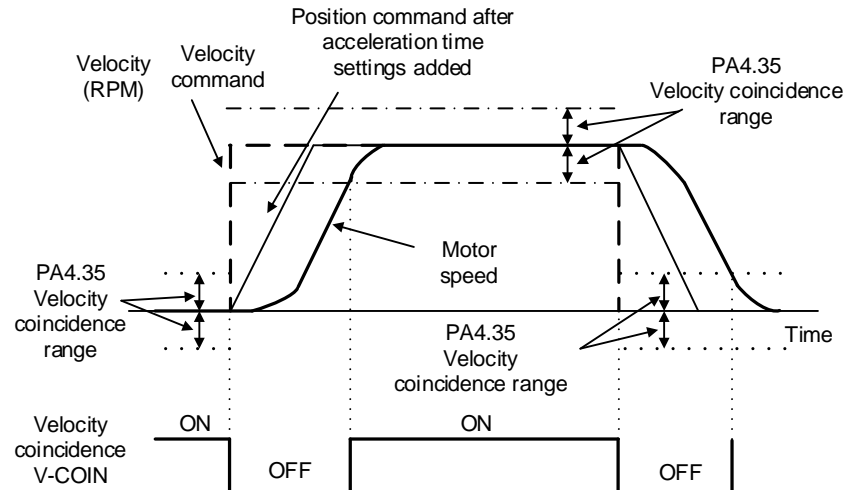 Position command after
acceleration time
settings added
Velocity
(RPM)
Velocity
command
PA4.35
Velocity coincidence
range
Motor
speed
PA4.35
Velocity
coincidence
range
PA4.35
Velocity
coincidence range
Time
Velocity
coincidence
V-COIN
ON
OFF
ON
OFF